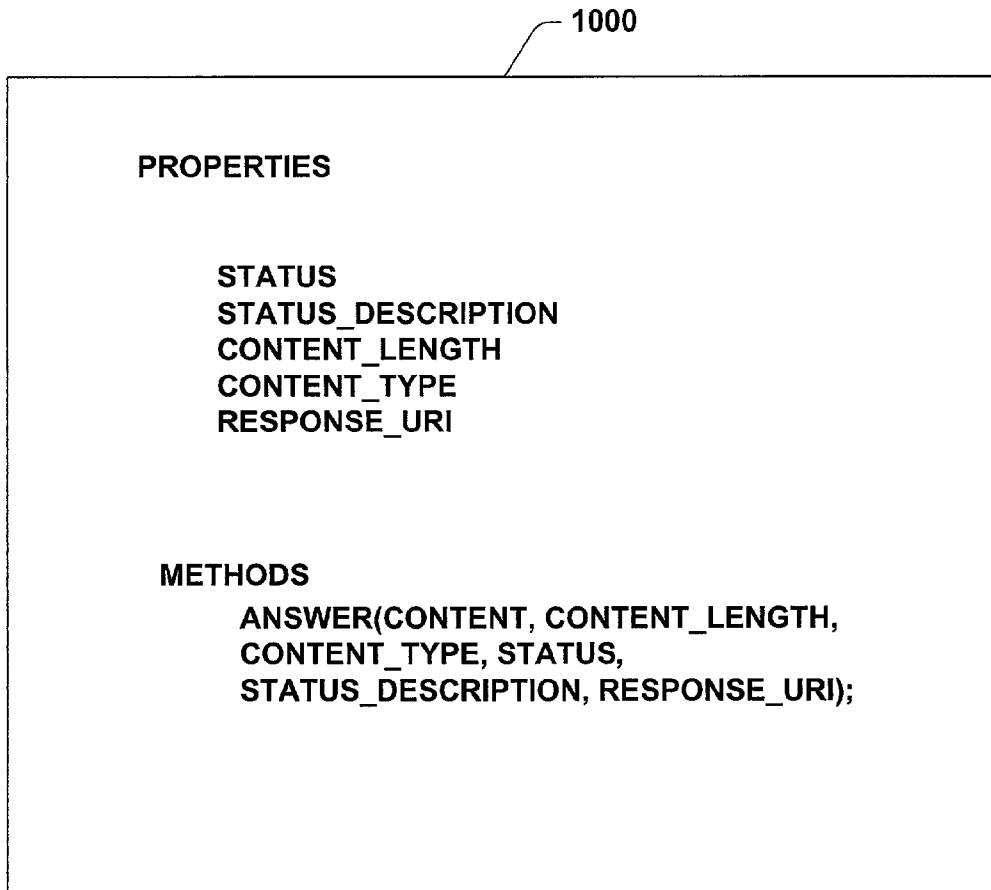 1000
PROPERTIES
STATUS
STATUS_DESCRIPTION
CONTENT_LENGTH
CONTENT_TYPE
RESPONSE_URI
METHODS
ANSWER(CONTENT, CONTENT_LENGTH,
CONTENT_TYPE, STATUS,
STATUS_DESCRIPTION, RESPONSE_URI);